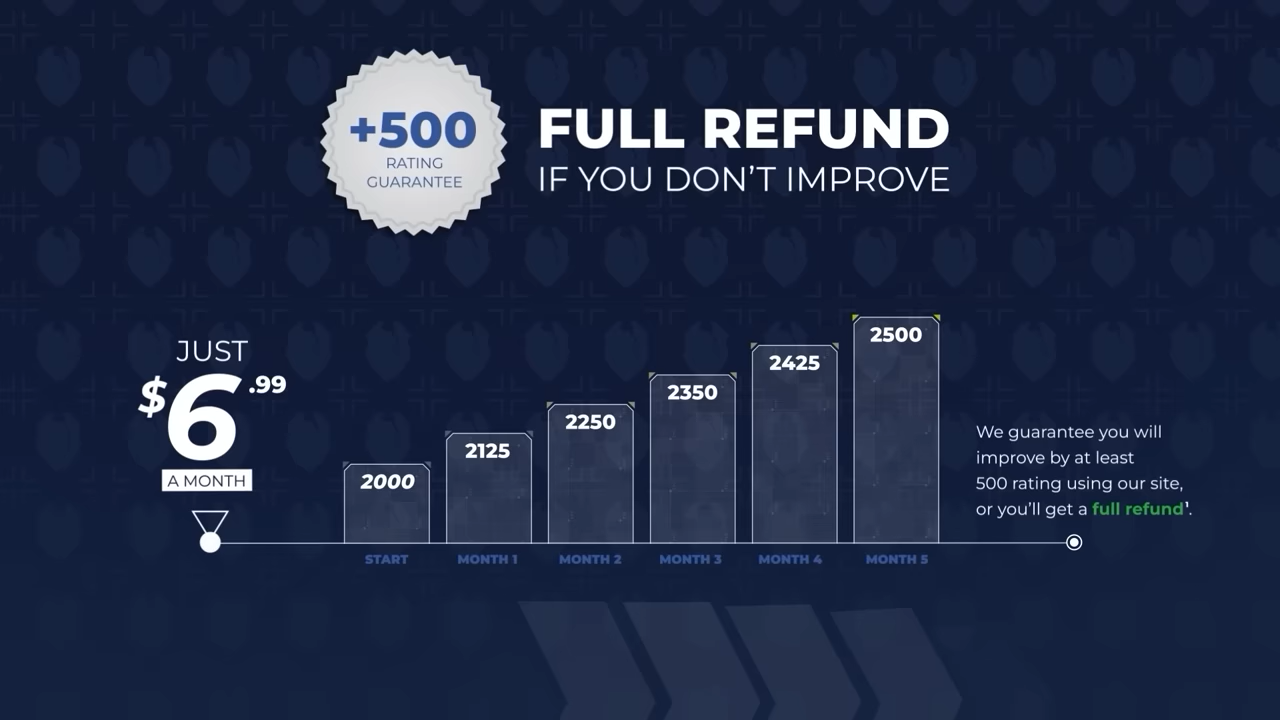 +500
RATING
GUARANTEE
FULL REFUND
IF YOU DON'T IMPROVE
JUST
$6.99
A MONTH
2000
2125
2250
2350
2425
2500
START
MONTH 1
MONTH 2
MONTH 3
MONTH 4
MONTH 5
We guarantee you will
improve by at least
500 rating using our site,
or you'll get a full refund¹.